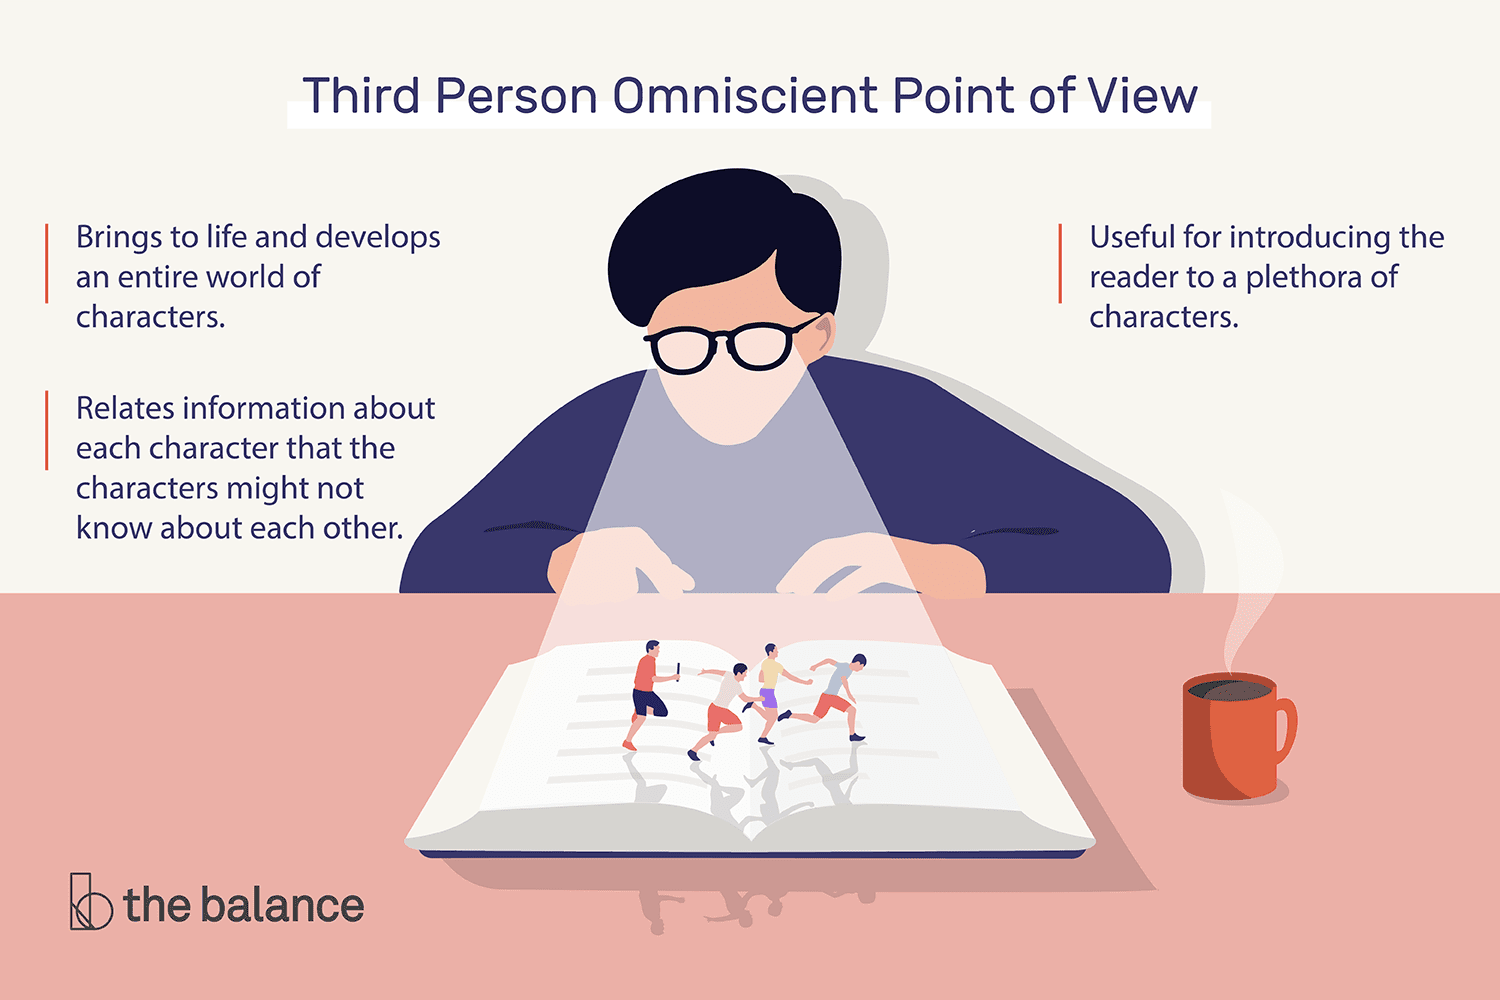 Third Person Omniscient Point of View
Brings to life and develops
an entire world of
characters.
Relates information about
each character that the
characters might not
know about each other.
Useful for introducing the
reader to a plethora of
characters.
the balance